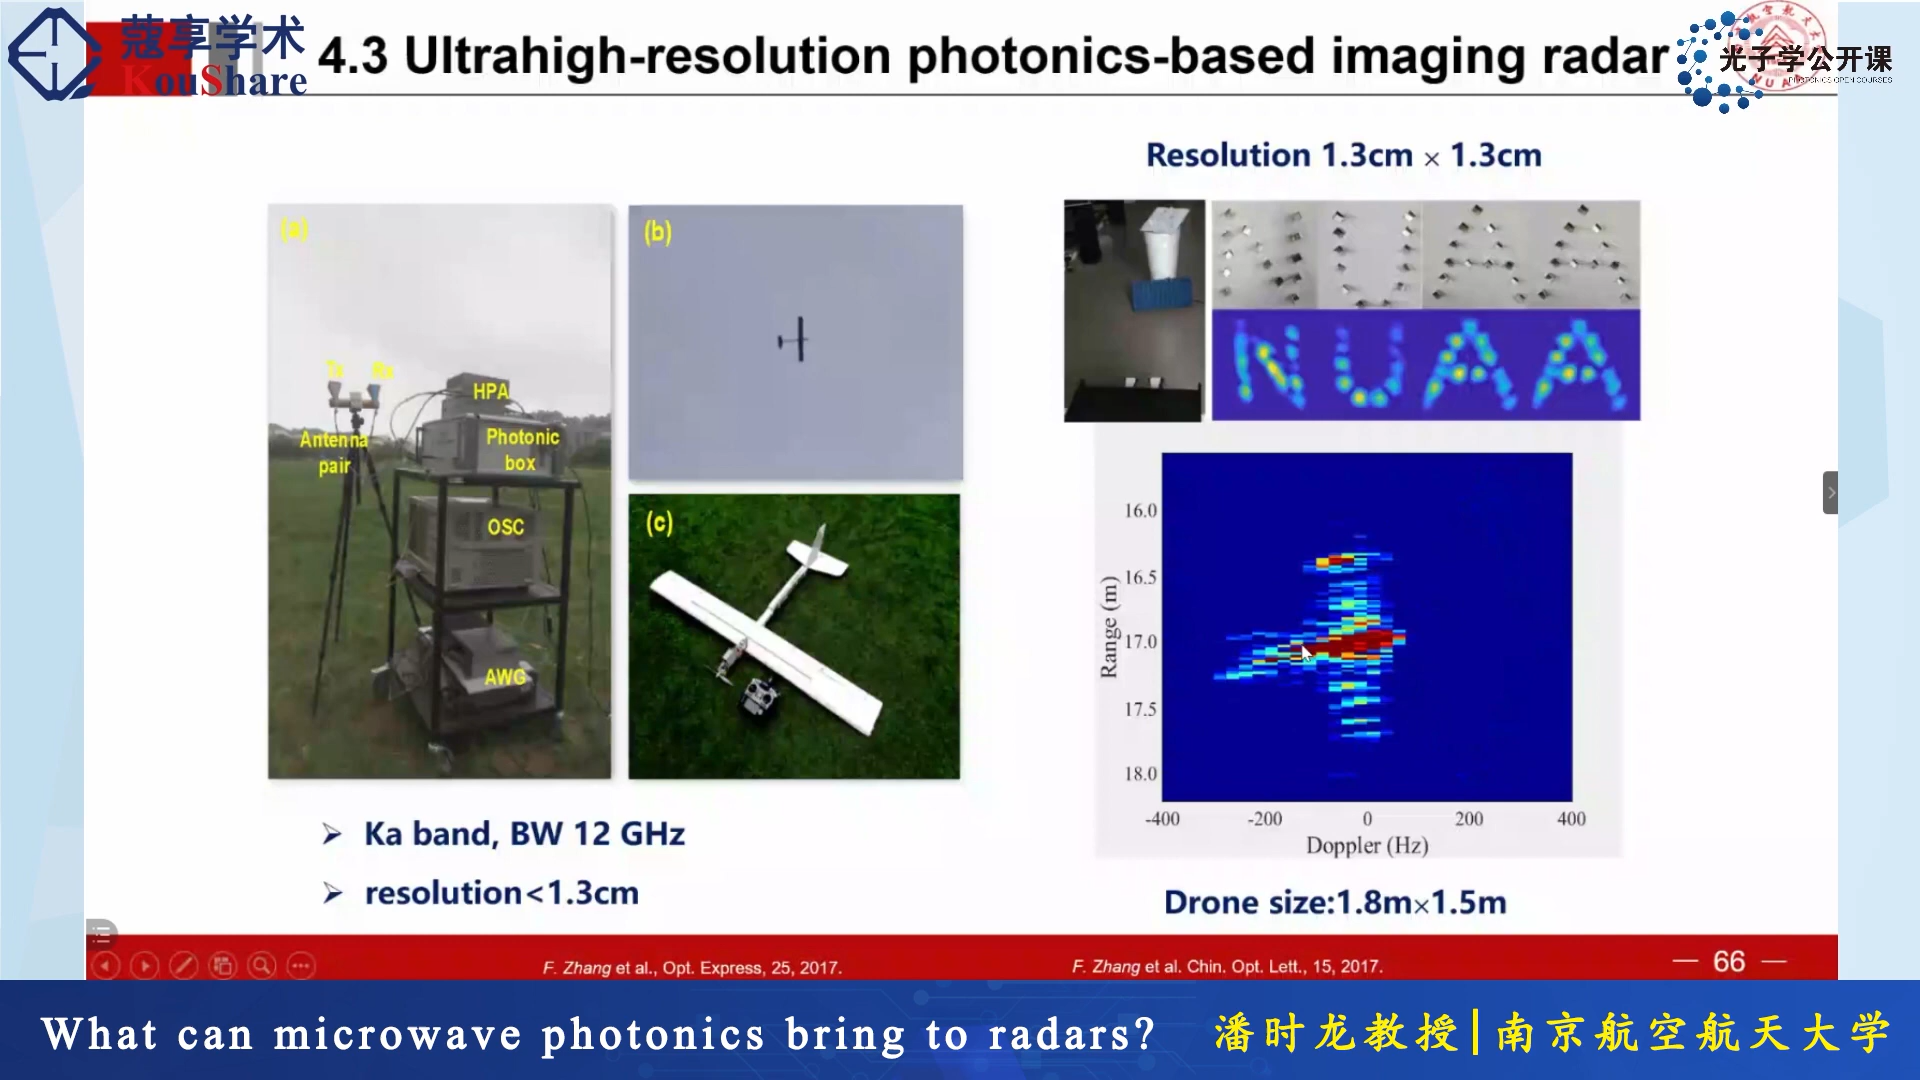 蔻享学术
KouShare
4.3 Ultrahigh-resolution photonics-based imaging radar
光子学公开课
PHOTONICS OPEN COURSES
Resolution 1.3cm × 1.3cm
(a)
Tx Rx
HPA
Antenna
pair
Photonic
box
OSC
AWG
(b)
(c)
NUAA
NUAA
16.0
16.5
17.0
17.5
18.0
Range (m)
-400 -200 0 200 400
Doppler (Hz)
➢ Ka band, BW 12 GHz
➢ resolution<1.3cm
Drone size:1.8m×1.5m
F. Zhang et al., Opt. Express, 25, 2017.
F. Zhang et al. Chin. Opt. Lett., 15, 2017.
— 66 —
What can microwave photonics bring to radars?
潘时龙教授|南京航空航天大学